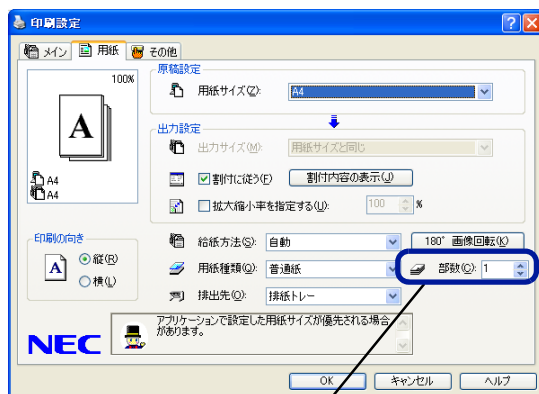 印刷設定
メイン 用紙 その他
100%
A
A4
A4
原稿設定
用紙サイズ(Z): A4
出力設定
出力サイズ(M): 用紙サイズと同じ
割付に従う(F) 割付内容の表示(J)
拡大縮小率を指定する(U): 100 %
印刷の向き
A
縦(R)
横(L)
給紙方法(S): 自動 180° 画像回転(K)
用紙種類(Q): 普通紙 部数(C): 1
排出先(O): 排紙トレー
NEC
アプリケーションで設定した用紙サイズが優先される場合
があります。
OK キャンセル ヘルプ